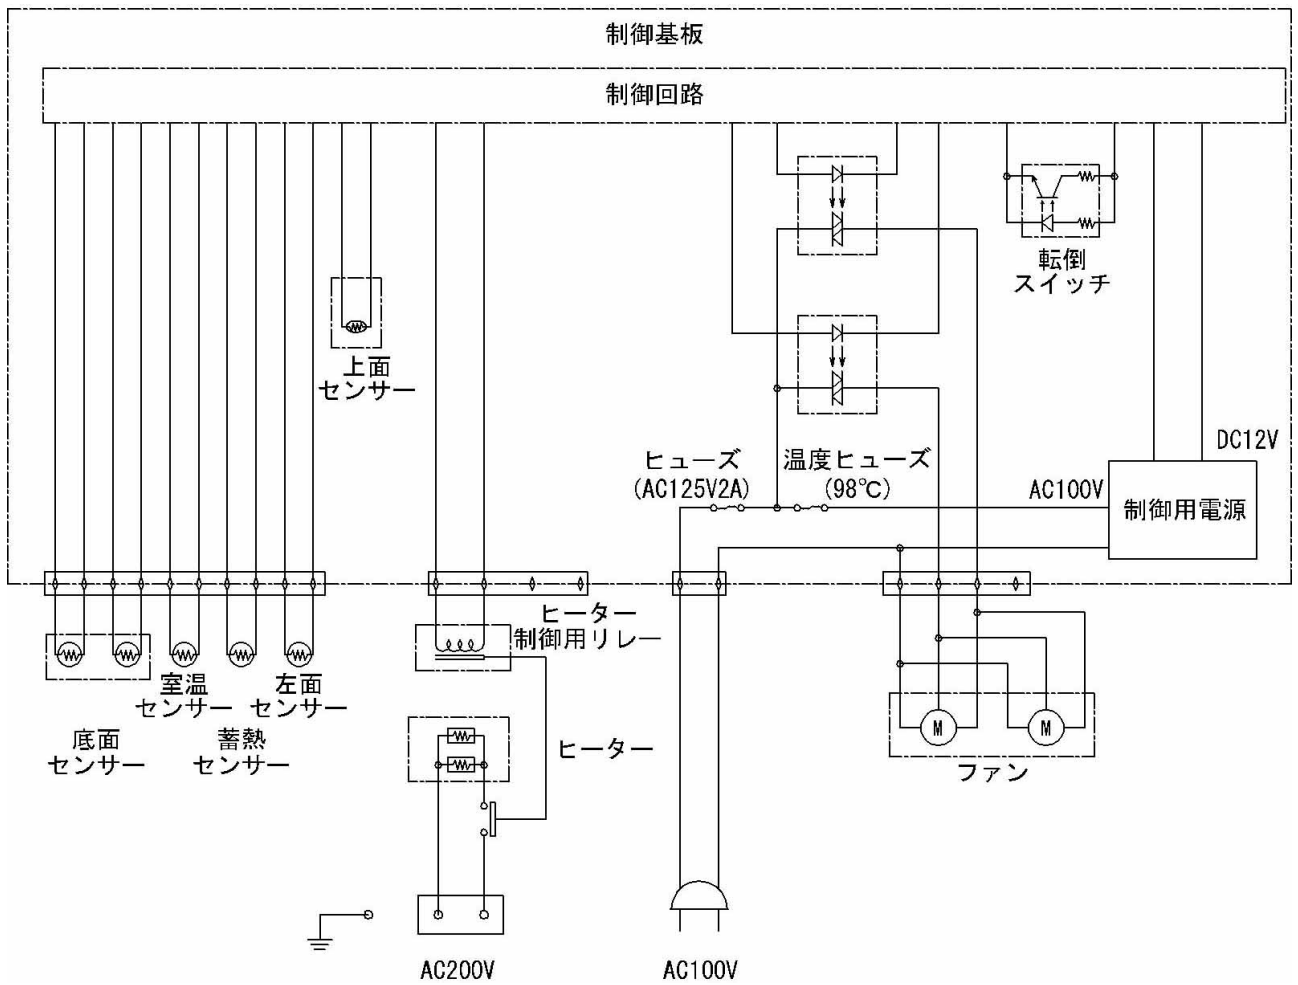 制御基板
制御回路
転倒
スイッチ
上面
センサー
DC12V
ヒューズ
(AC125V2A)
温度ヒューズ
(98℃)
AC100V
制御用電源
ヒーター
制御用リレー
室温
センサー
左面
センサー
底面
センサー
蓄熱
センサー
ヒーター
M
M
ファン
AC200V
AC100V